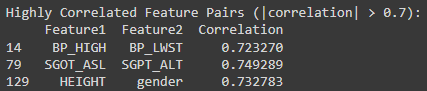 Highly Correlated Feature Pairs (|correlation| > 0.7):
Feature1 Feature2 Correlation
14 BP_HIGH BP_LWST 0.723270
79 SGOT_ASL SGPT_ALT 0.749289
129 HEIGHT gender 0.732783